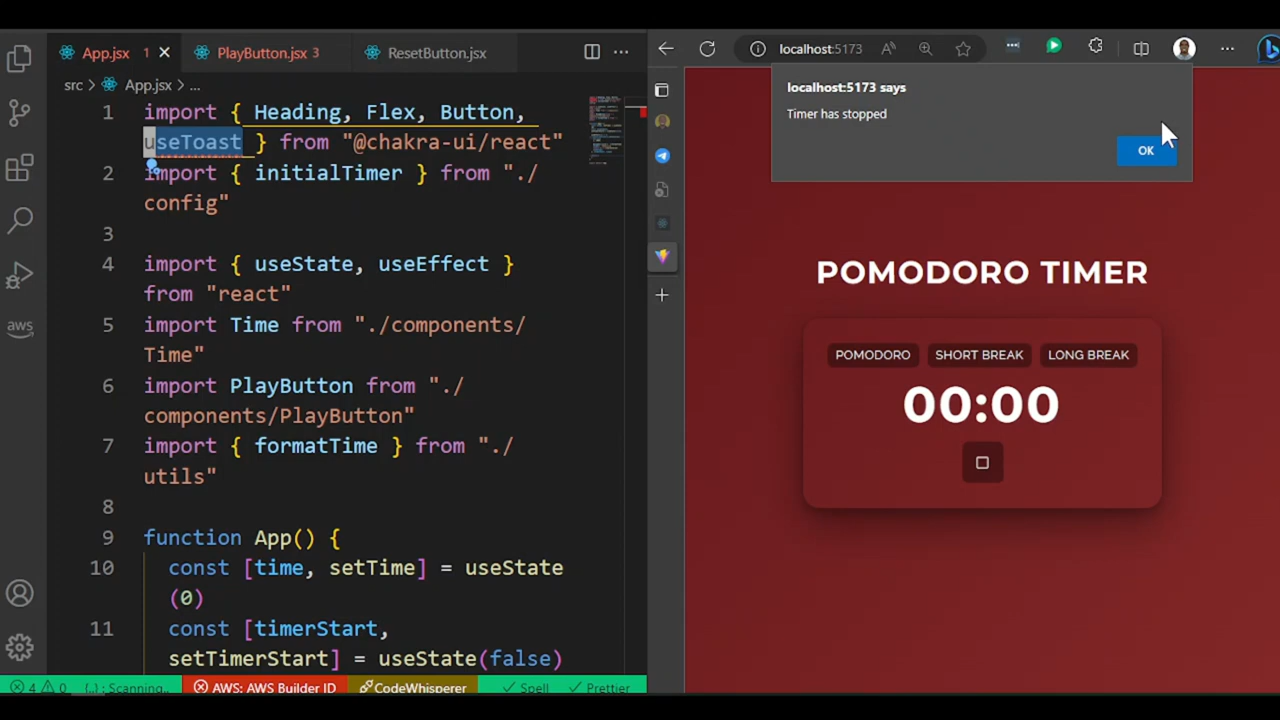 App.jsx 1
PlayButton.jsx 3
ResetButton.jsx
src > App.jsx > ...
1 import { Heading, Flex, Button,
useToast } from "@chakra-ui/react"
2 import { initialTimer } from "./
config"
3
4 import { useState, useEffect }
from "react"
5 import Time from "./components/
Time"
6 import PlayButton from "./
components/PlayButton"
7 import { formatTime } from "./
utils"
8
9 function App() {
10 const [time, setTime] = useState
(0)
11 const [timerStart,
setTimerStart] = useState(false)
aws
4 0 {..} : Scanning.. AWS: AWS Builder ID CodeWhisperer Spell Prettier
localhost:5173
localhost:5173 says
Timer has stopped
OK
POMODORO TIMER
POMODORO SHORT BREAK LONG BREAK
00:00